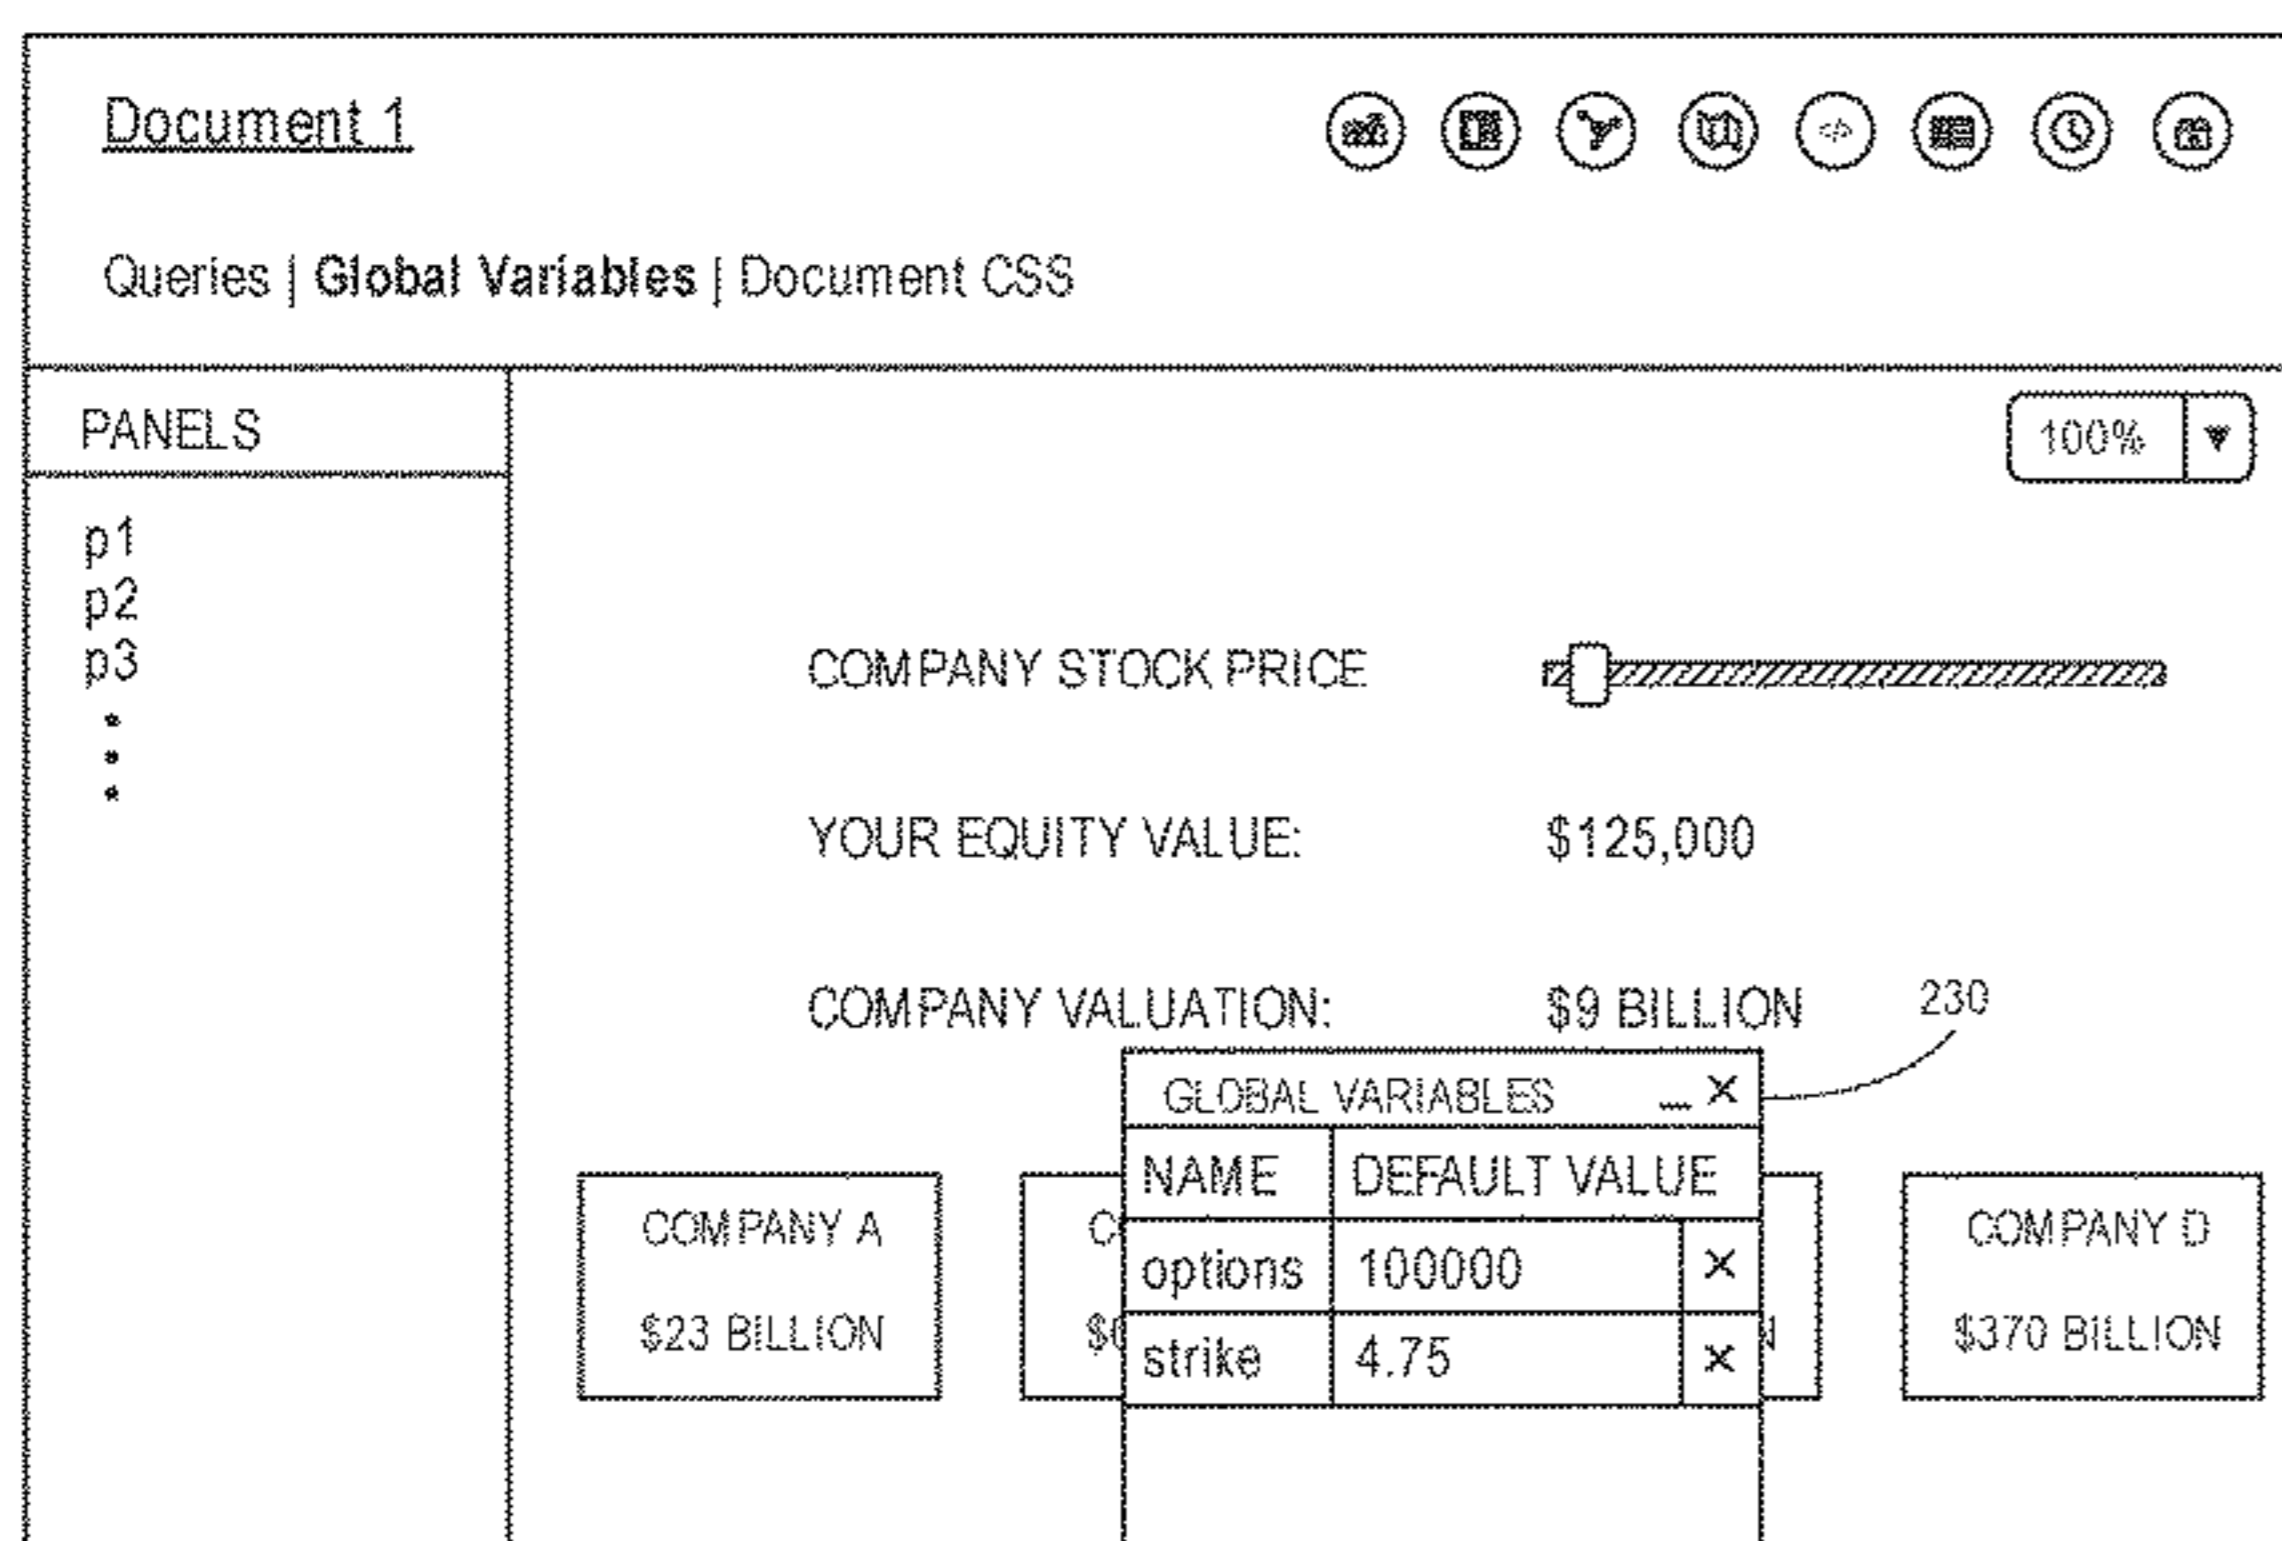 Document 1
</>
Queries | Global Variables | Document CSS
PANELS
100%
p1
p2
p3
COMPANY STOCK PRICE
YOUR EQUITY VALUE: $125,000
COMPANY VALUATION: $9 BILLION
230
GLOBAL VARIABLES _ ×
NAME DEFAULT VALUE
options 100000 ×
strike 4.75 ×
COMPANY A
$23 BILLION
COMPANY D
$370 BILLION